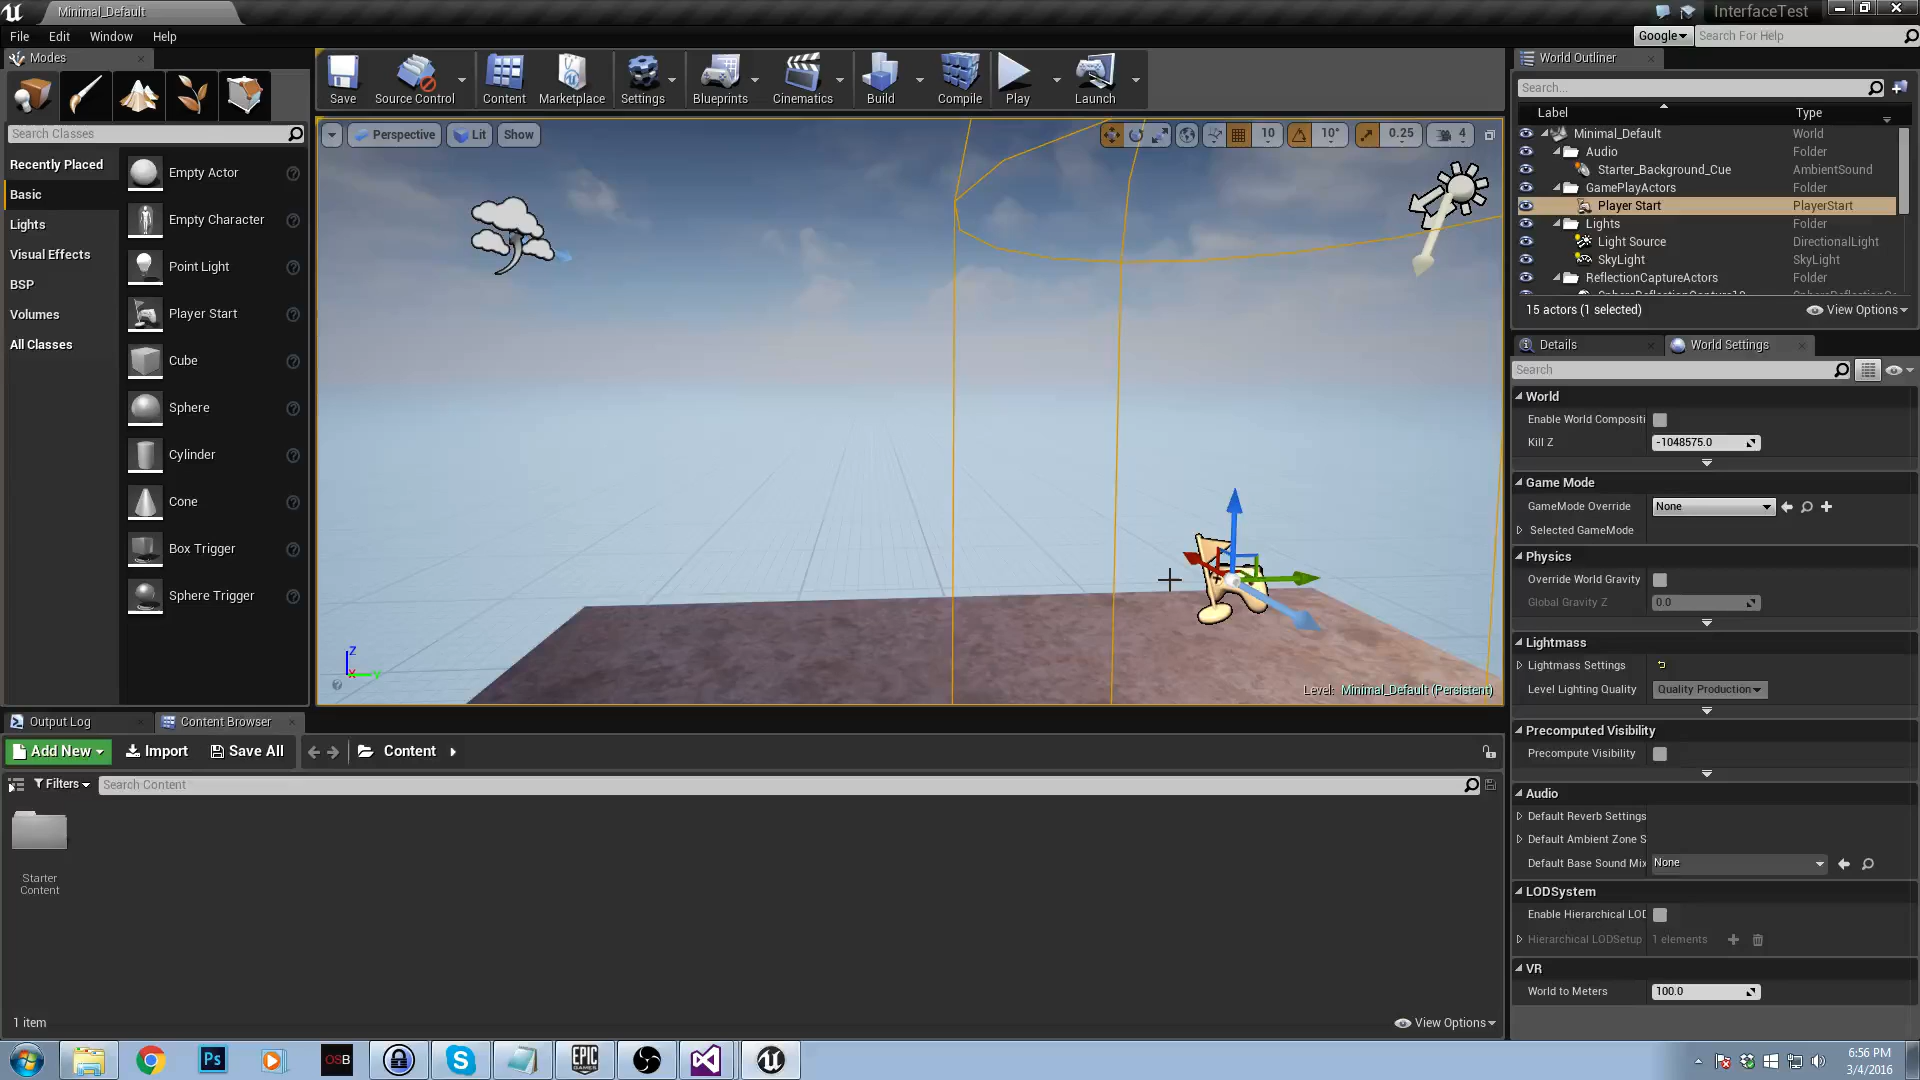 Minimal_Default
InterfaceTest
File Edit Window Help
Google
Search For Help
Modes
Save
Source Control
Content
Marketplace
Settings
Blueprints
Cinematics
Build
Compile
Play
Launch
World Outliner
Search...
Label Type
Minimal_Default World
Audio Folder
Starter_Background_Cue AmbientSound
GamePlayActors Folder
Player Start PlayerStart
Lights Folder
Light Source DirectionalLight
SkyLight SkyLight
ReflectionCaptureActors Folder
15 actors (1 selected)
View Options
Search Classes
Recently Placed
Basic
Lights
Visual Effects
BSP
Volumes
All Classes
Empty Actor
Empty Character
Point Light
Player Start
Cube
Sphere
Cylinder
Cone
Box Trigger
Sphere Trigger
Perspective
Lit
Show
10
10°
0.25
4
Z
X
Y
Level: Minimal_Default (Persistent)
Details
World Settings
Search
World
Enable World Compositi
Kill Z -1048575.0
Game Mode
GameMode Override None
Selected GameMode
Physics
Override World Gravity
Global Gravity Z 0.0
Lightmass
Lightmass Settings
Level Lighting Quality Quality Production
Precomputed Visibility
Precompute Visibility
Audio
Default Reverb Settings
Default Ambient Zone S
Default Base Sound Mix None
LODSystem
Enable Hierarchical LOD
Hierarchical LODSetup 1 elements
VR
World to Meters 100.0
Output Log
Content Browser
Add New
Import
Save All
Content
Filters
Search Content
Starter
Content
1 item
View Options
Ps
OSB
EPIC
GAMES
6:56 PM
3/4/2016